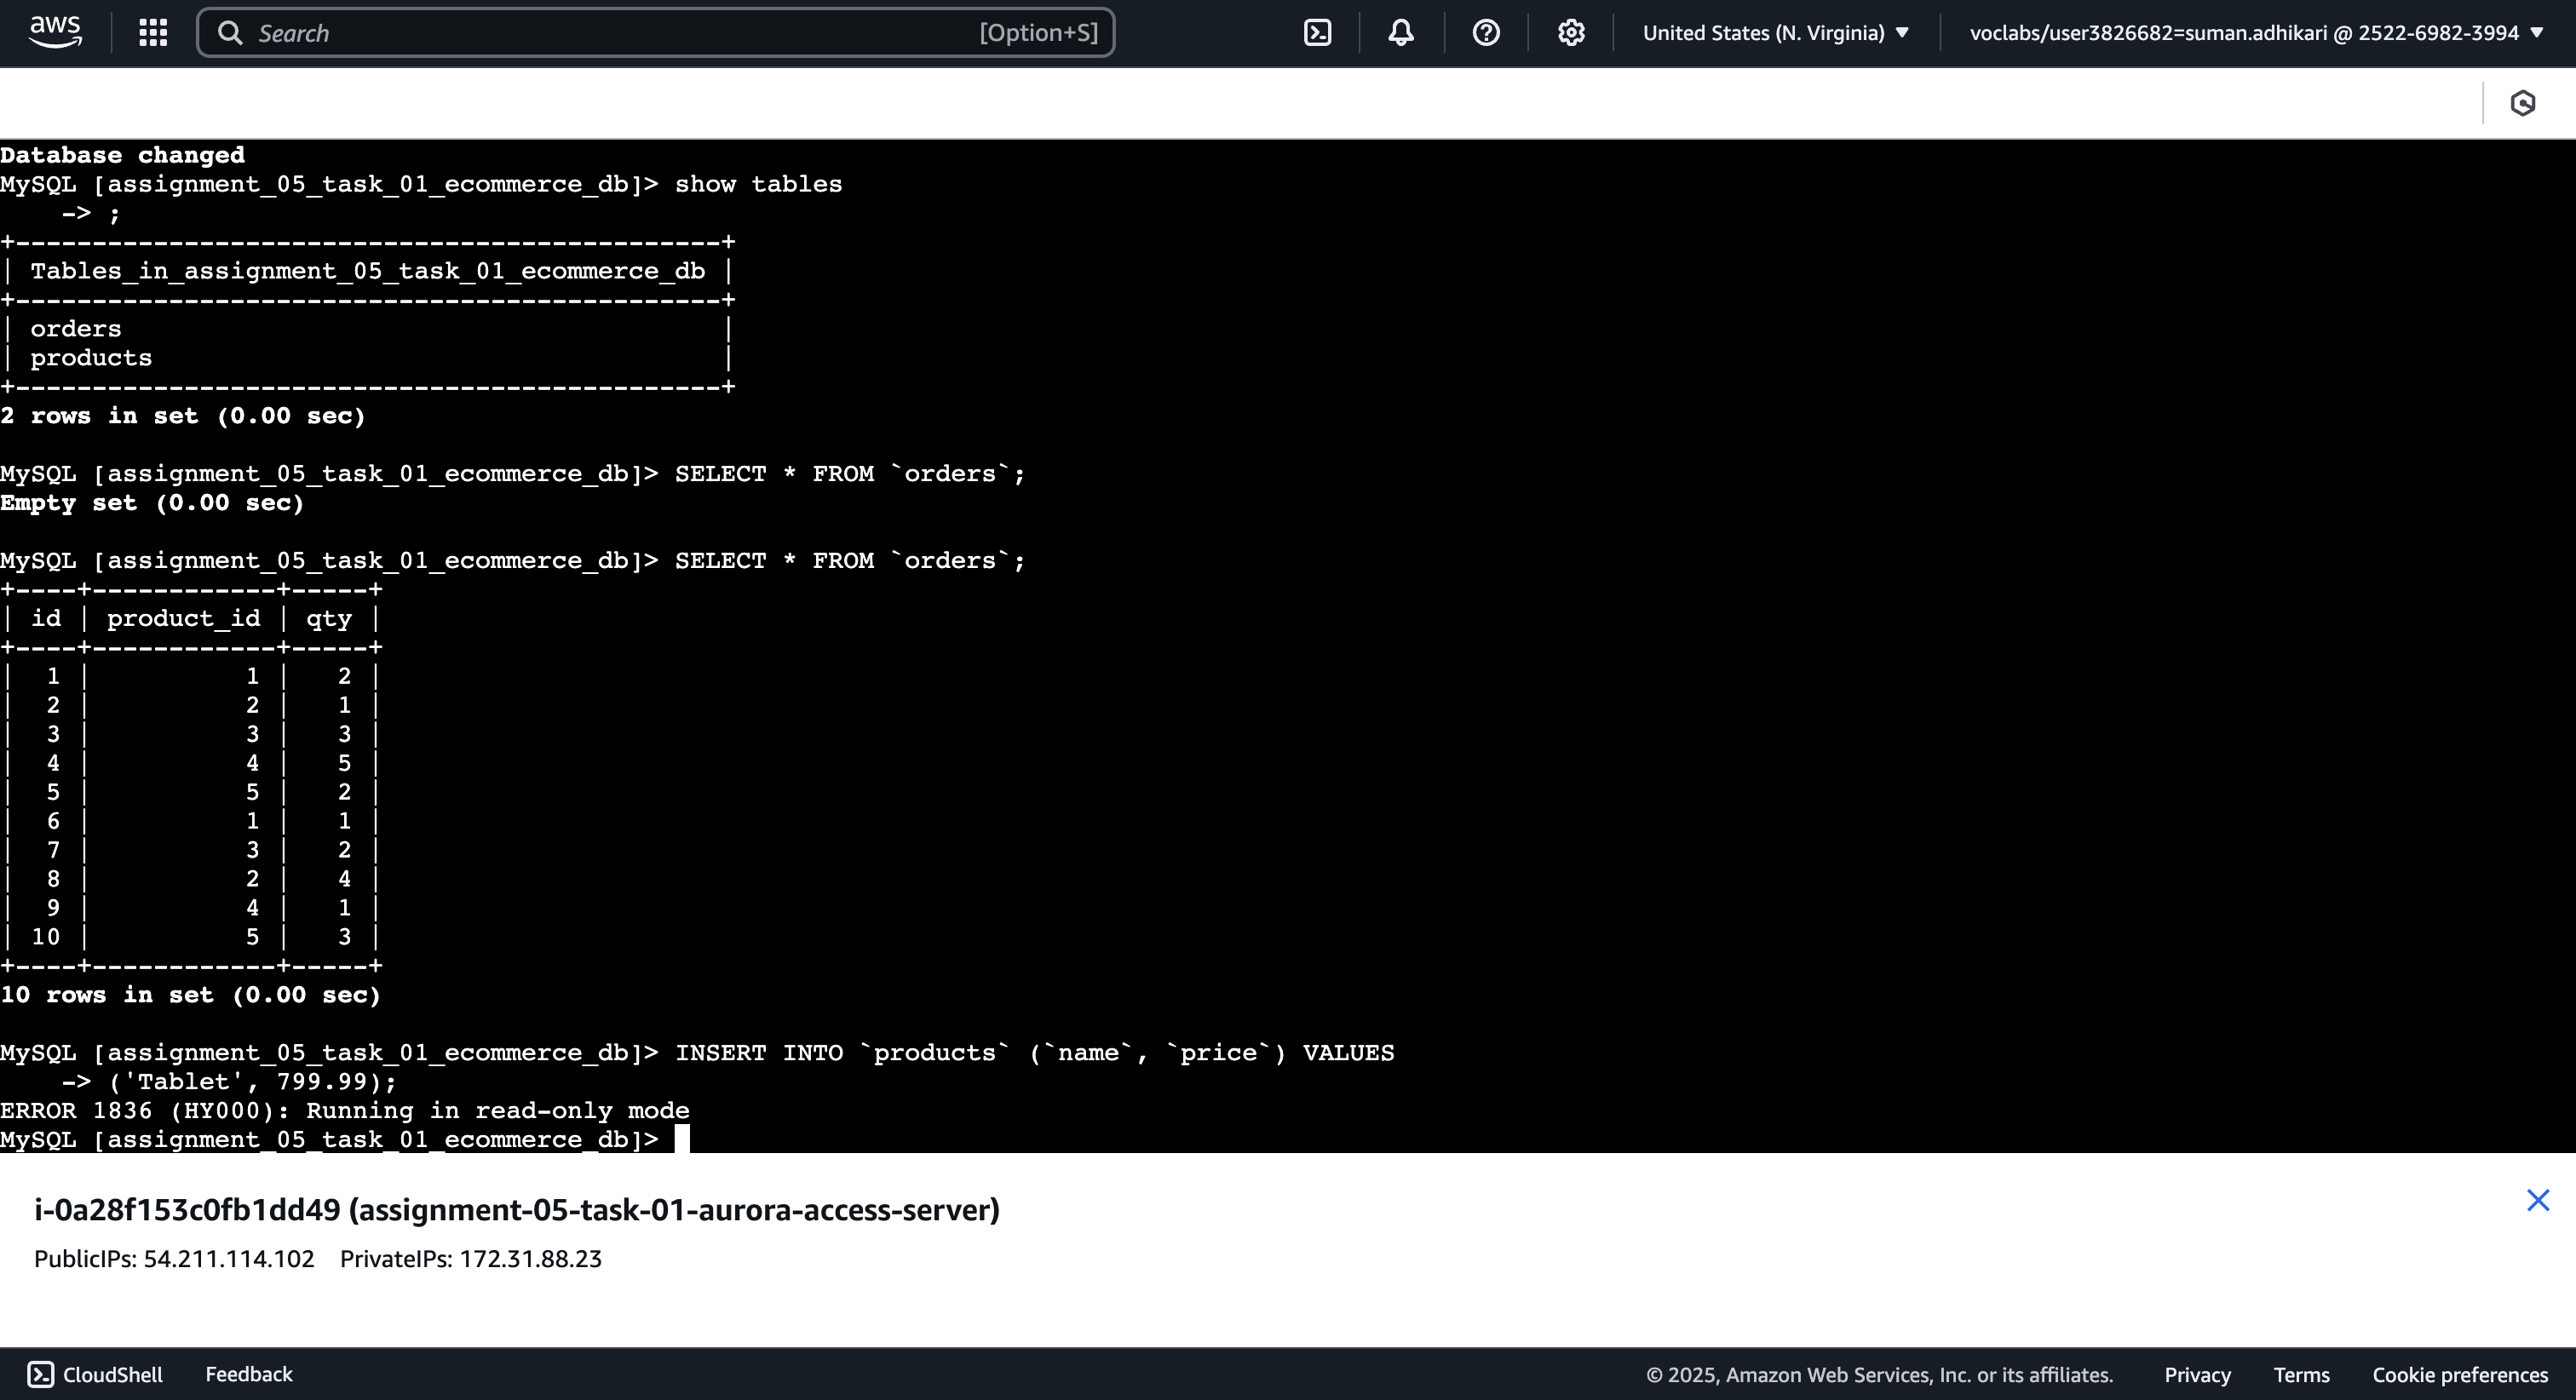 aws Search [Option+S] United States (N. Virginia) voclabs/user3826682=suman.adhikari @ 2522-6982-3994
Database changed
MySQL [assignment_05_task_01_ecommerce_db]> show tables
    -> ;
+----------------------------------------------+
| Tables_in_assignment_05_task_01_ecommerce_db |
+----------------------------------------------+
| orders                                       |
| products                                     |
+----------------------------------------------+
2 rows in set (0.00 sec)

MySQL [assignment_05_task_01_ecommerce_db]> SELECT * FROM `orders`;
Empty set (0.00 sec)

MySQL [assignment_05_task_01_ecommerce_db]> SELECT * FROM `orders`;
+----+------------+-----+
| id | product_id | qty |
+----+------------+-----+
|  1 |          1 |   2 |
|  2 |          2 |   1 |
|  3 |          3 |   3 |
|  4 |          4 |   5 |
|  5 |          5 |   2 |
|  6 |          1 |   1 |
|  7 |          3 |   2 |
|  8 |          2 |   4 |
|  9 |          4 |   1 |
| 10 |          5 |   3 |
+----+------------+-----+
10 rows in set (0.00 sec)

MySQL [assignment_05_task_01_ecommerce_db]> INSERT INTO `products` (`name`, `price`) VALUES
    -> ('Tablet', 799.99);
ERROR 1836 (HY000): Running in read-only mode
MySQL [assignment_05_task_01_ecommerce_db]>
i-0a28f153c0fb1dd49 (assignment-05-task-01-aurora-access-server)
PublicIPs: 54.211.114.102 PrivateIPs: 172.31.88.23
CloudShell Feedback © 2025, Amazon Web Services, Inc. or its affiliates. Privacy Terms Cookie preferences